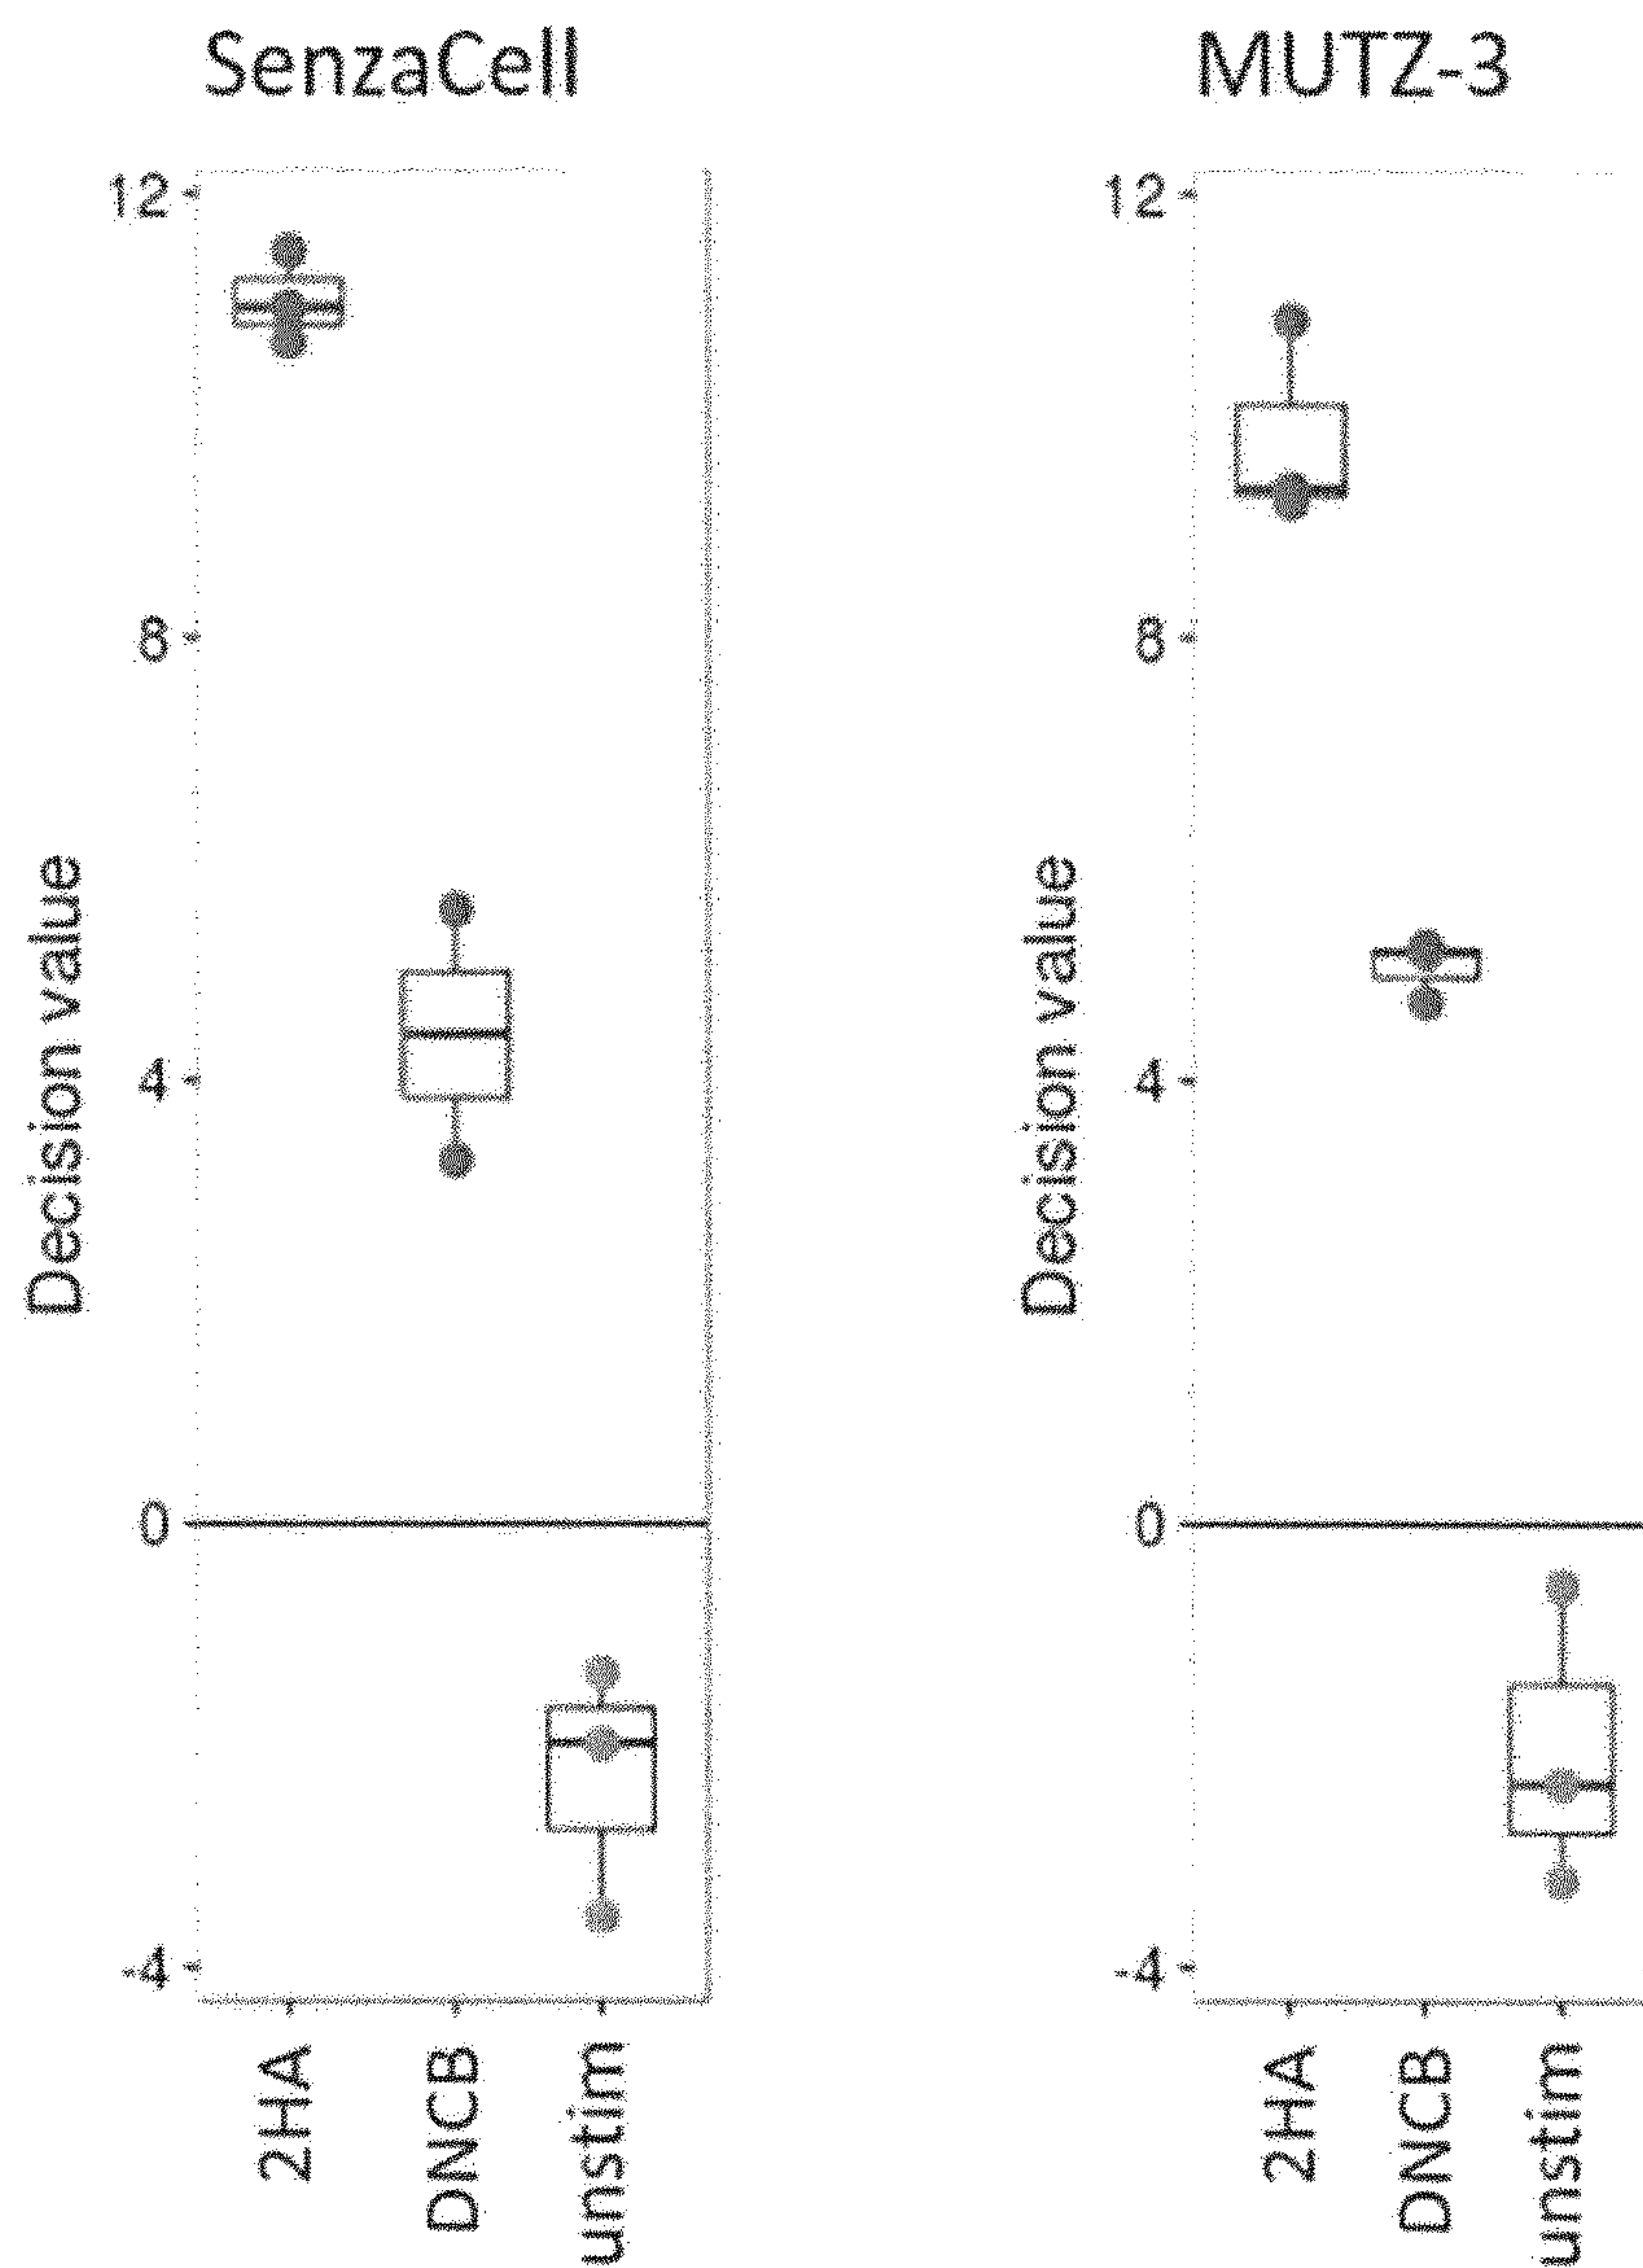 SenzaCell
12
8
4
0
-4
Decision value
2HA
DNCB
unstim
MUTZ-3
12
8
4
0
-4
Decision value
2HA
DNCB
unstim